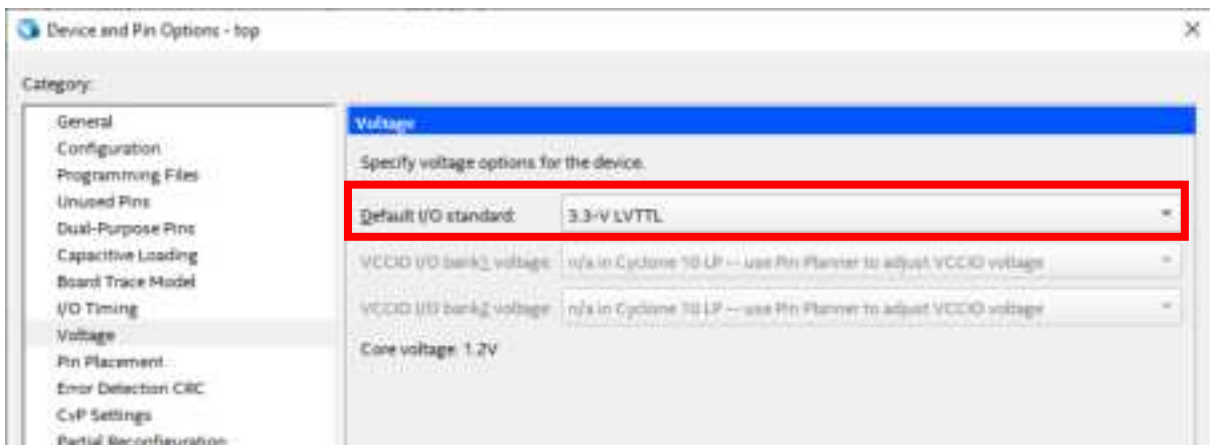 Device and Pin Options - top
Category:
General
Configuration
Programming Files
Unused Pins
Dual-Purpose Pins
Capacitive Loading
Board Trace Model
I/O Timing
Voltage
Pin Placement
Error Detection CRC
CvP Settings
Partial Reconfiguration
Voltage
Specify voltage options for the device.
Default I/O standard: 3.3-V LVTTL
VCCIO I/O bank1 voltage: n/a in Cyclone 10 LP -- use Pin Planner to adjust VCCIO voltage
VCCIO I/O bank2 voltage: n/a in Cyclone 10 LP -- use Pin Planner to adjust VCCIO voltage
Core voltage: 1.2V